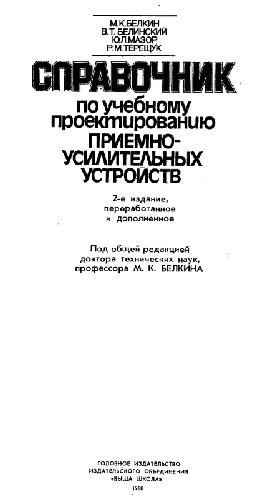 М.К.БЕЛКИН
В.Т.БЕЛИНСКИЙ
Ю.Л.МАЗОР
Р.М.ТЕРЕЩУК
СПРАВОЧНИК
по учебному
проектированию
ПРИЕМНО-
УСИЛИТЕЛЬНЫХ
УСТРОЙСТВ
2-е издание,
переработанное
и дополненное
Под общей редакцией
доктора технических наук,
профессора М. К. БЕЛКИНА
ГОЛОВНОЕ ИЗДАТЕЛЬСТВО
ИЗДАТЕЛЬСКОГО ОБЪЕДИНЕНИЯ
«ВЫЩА ШКОЛА»
1988